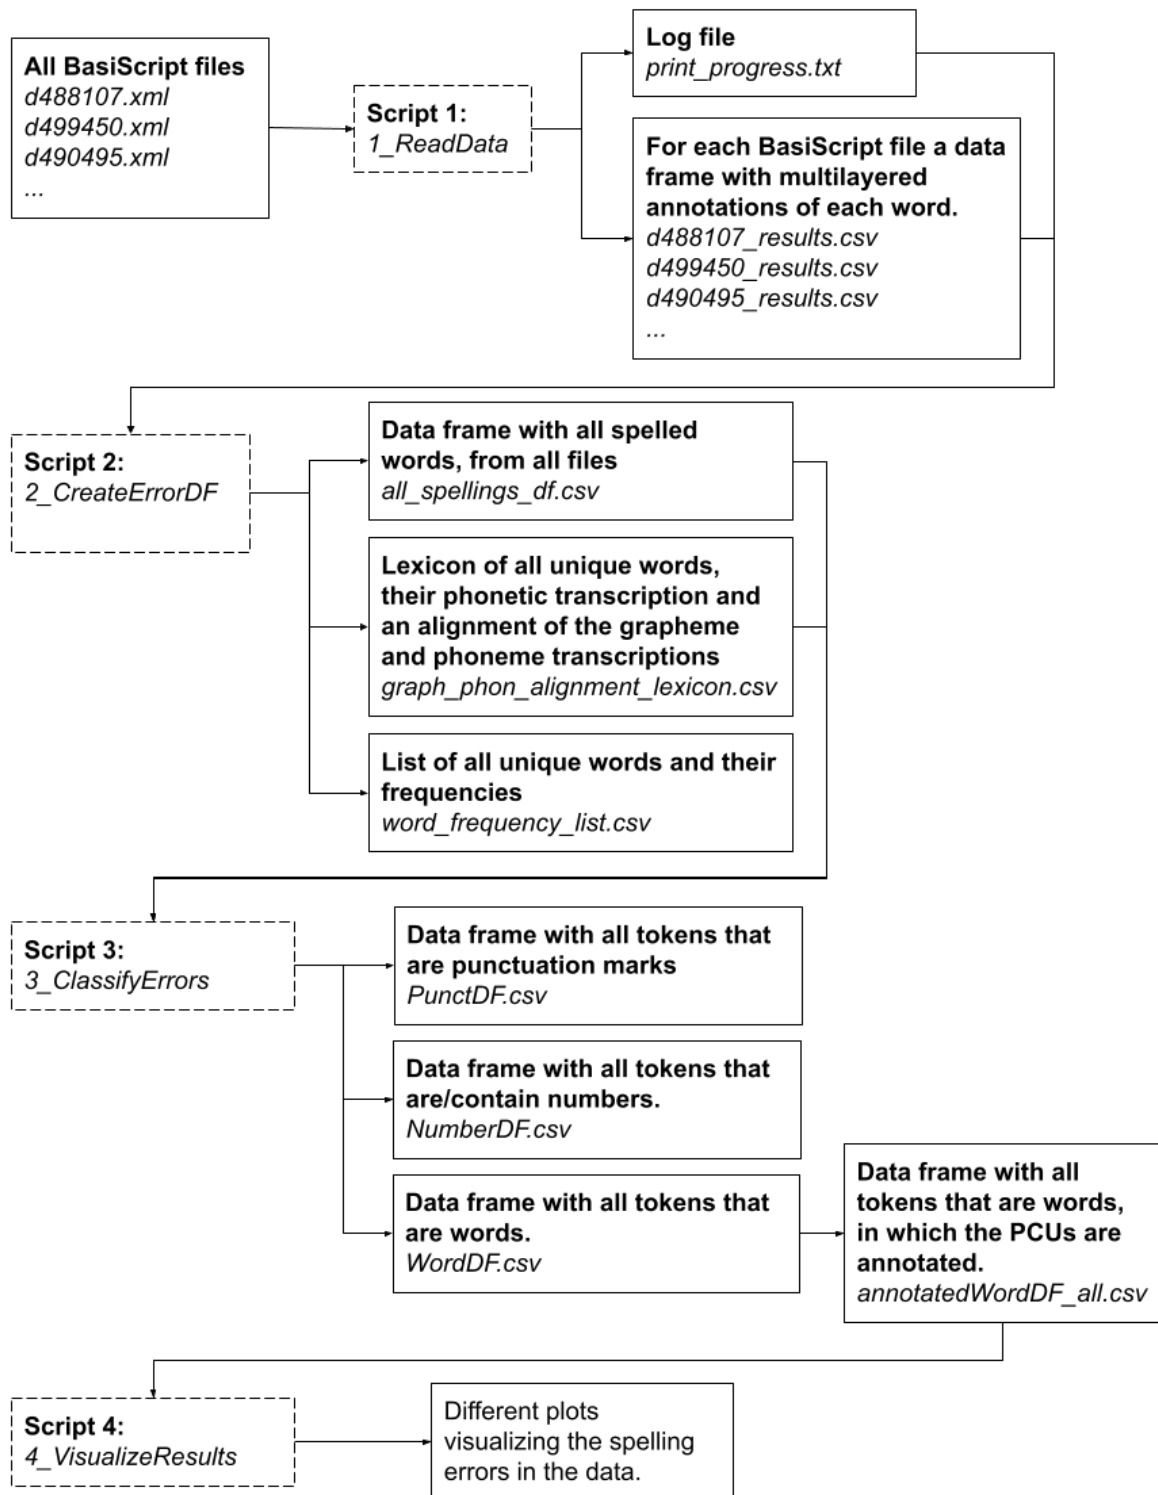 All BasiScript files
d488107.xml
d499450.xml
d490495.xml
...
Script 1:
1_ReadData
Log file
print_progress.txt
For each BasiScript file a data
frame with multilayered
annotations of each word.
d488107_results.csv
d499450_results.csv
d490495_results.csv
...
Script 2:
2_CreateErrorDF
Data frame with all spelled
words, from all files
all_spellings_df.csv
Lexicon of all unique words,
their phonetic transcription and
an alignment of the grapheme
and phoneme transcriptions
graph_phon_alignment_lexicon.csv
List of all unique words and their
frequencies
word_frequency_list.csv
Script 3:
3_ClassifyErrors
Data frame with all tokens that
are punctuation marks
PunctDF.csv
Data frame with all tokens that
are/contain numbers.
NumberDF.csv
Data frame with all tokens that
are words.
WordDF.csv
Data frame with all
tokens that are words,
in which the PCUs are
annotated.
annotatedWordDF_all.csv
Script 4:
4_VisualizeResults
Different plots
visualizing the spelling
errors in the data.